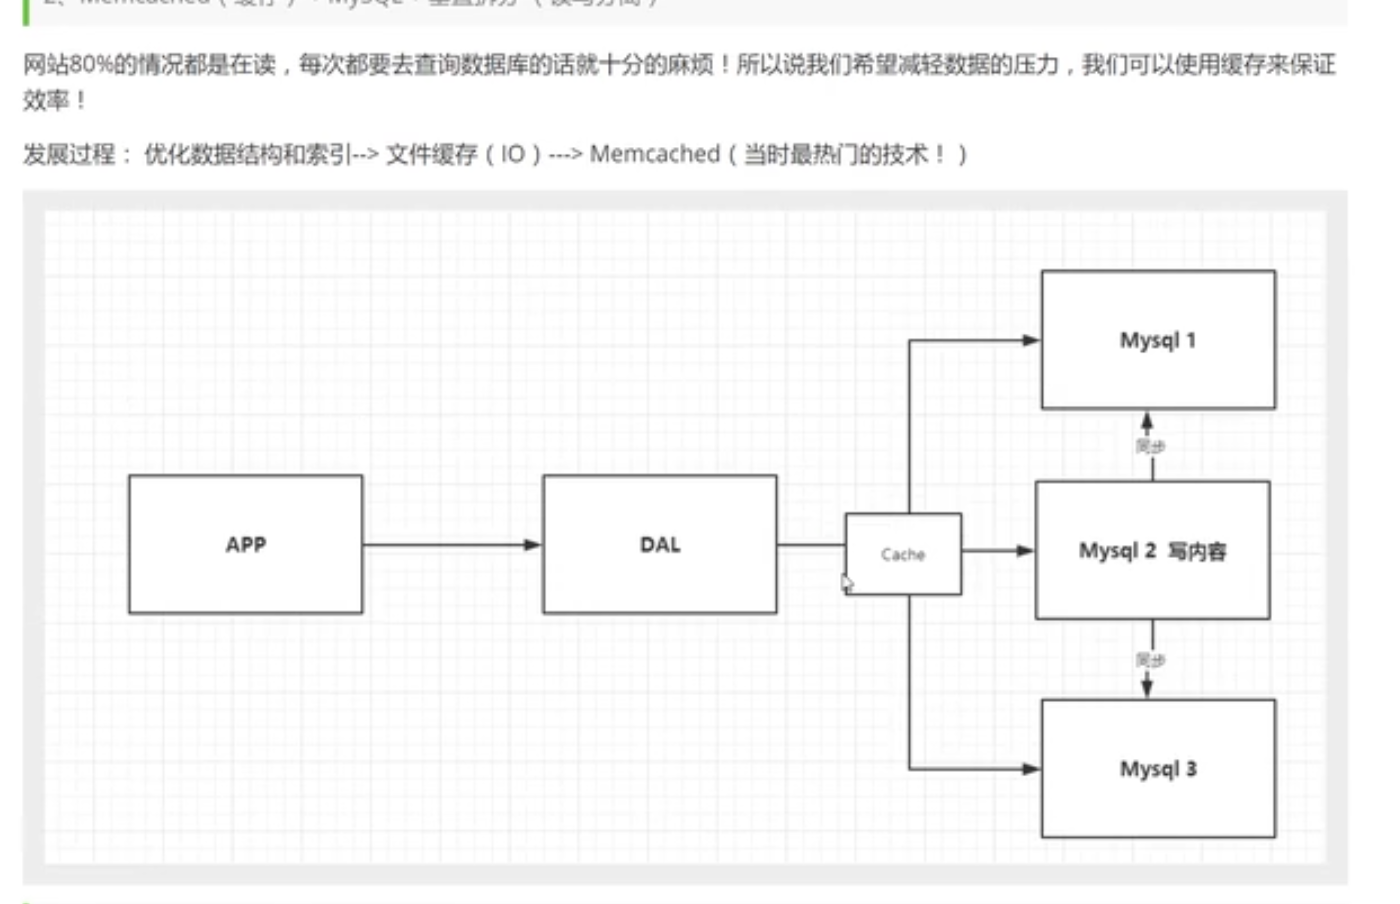 网站80%的情况都是在读，每次都要去查询数据库的话就十分的麻烦！所以说我们希望减轻数据的压力，我们可以使用缓存来保证
效率！
发展过程： 优化数据结构和索引--> 文件缓存（IO）---> Memcached（当时最热门的技术！）
Mysql 1
同步
APP
DAL
Cache
Mysql 2 写内容
同步
Mysql 3